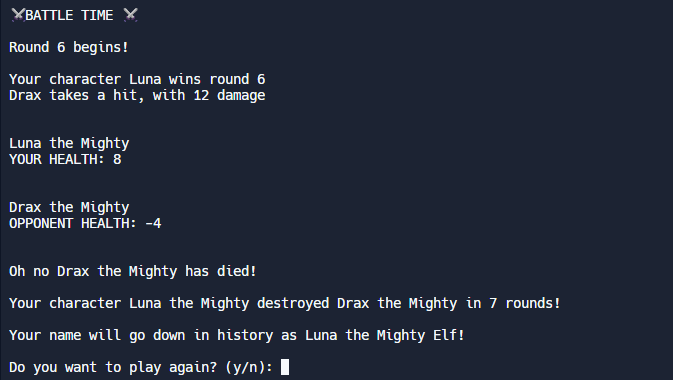 ⚔BATTLE TIME ⚔
Round 6 begins!
Your character Luna wins round 6
Drax takes a hit, with 12 damage
Luna the Mighty
YOUR HEALTH: 8
Drax the Mighty
OPPONENT HEALTH: -4
Oh no Drax the Mighty has died!
Your character Luna the Mighty destroyed Drax the Mighty in 7 rounds!
Your name will go down in history as Luna the Mighty Elf!
Do you want to play again? (y/n):